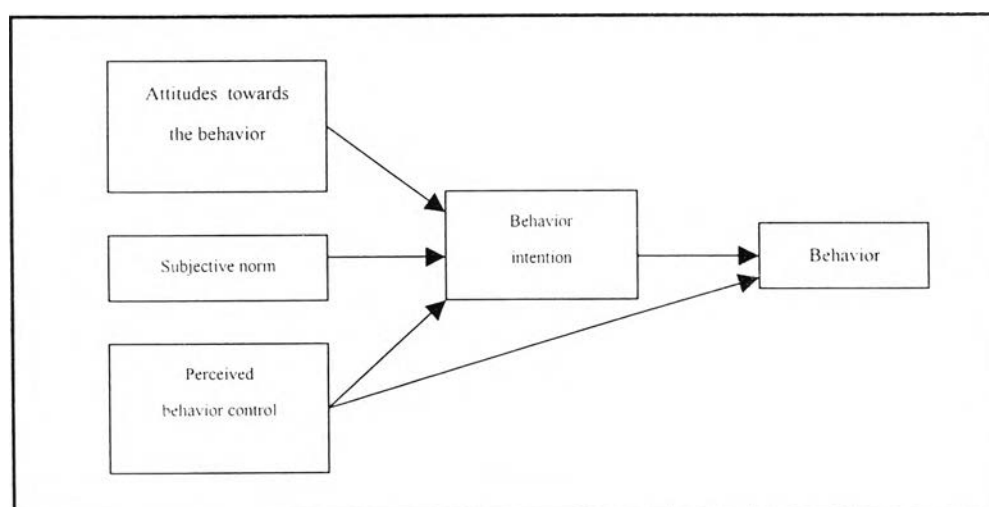 Attitudes towards
the behavior
Subjective norm
Perceived
behavior control
Behavior
intention
Behavior